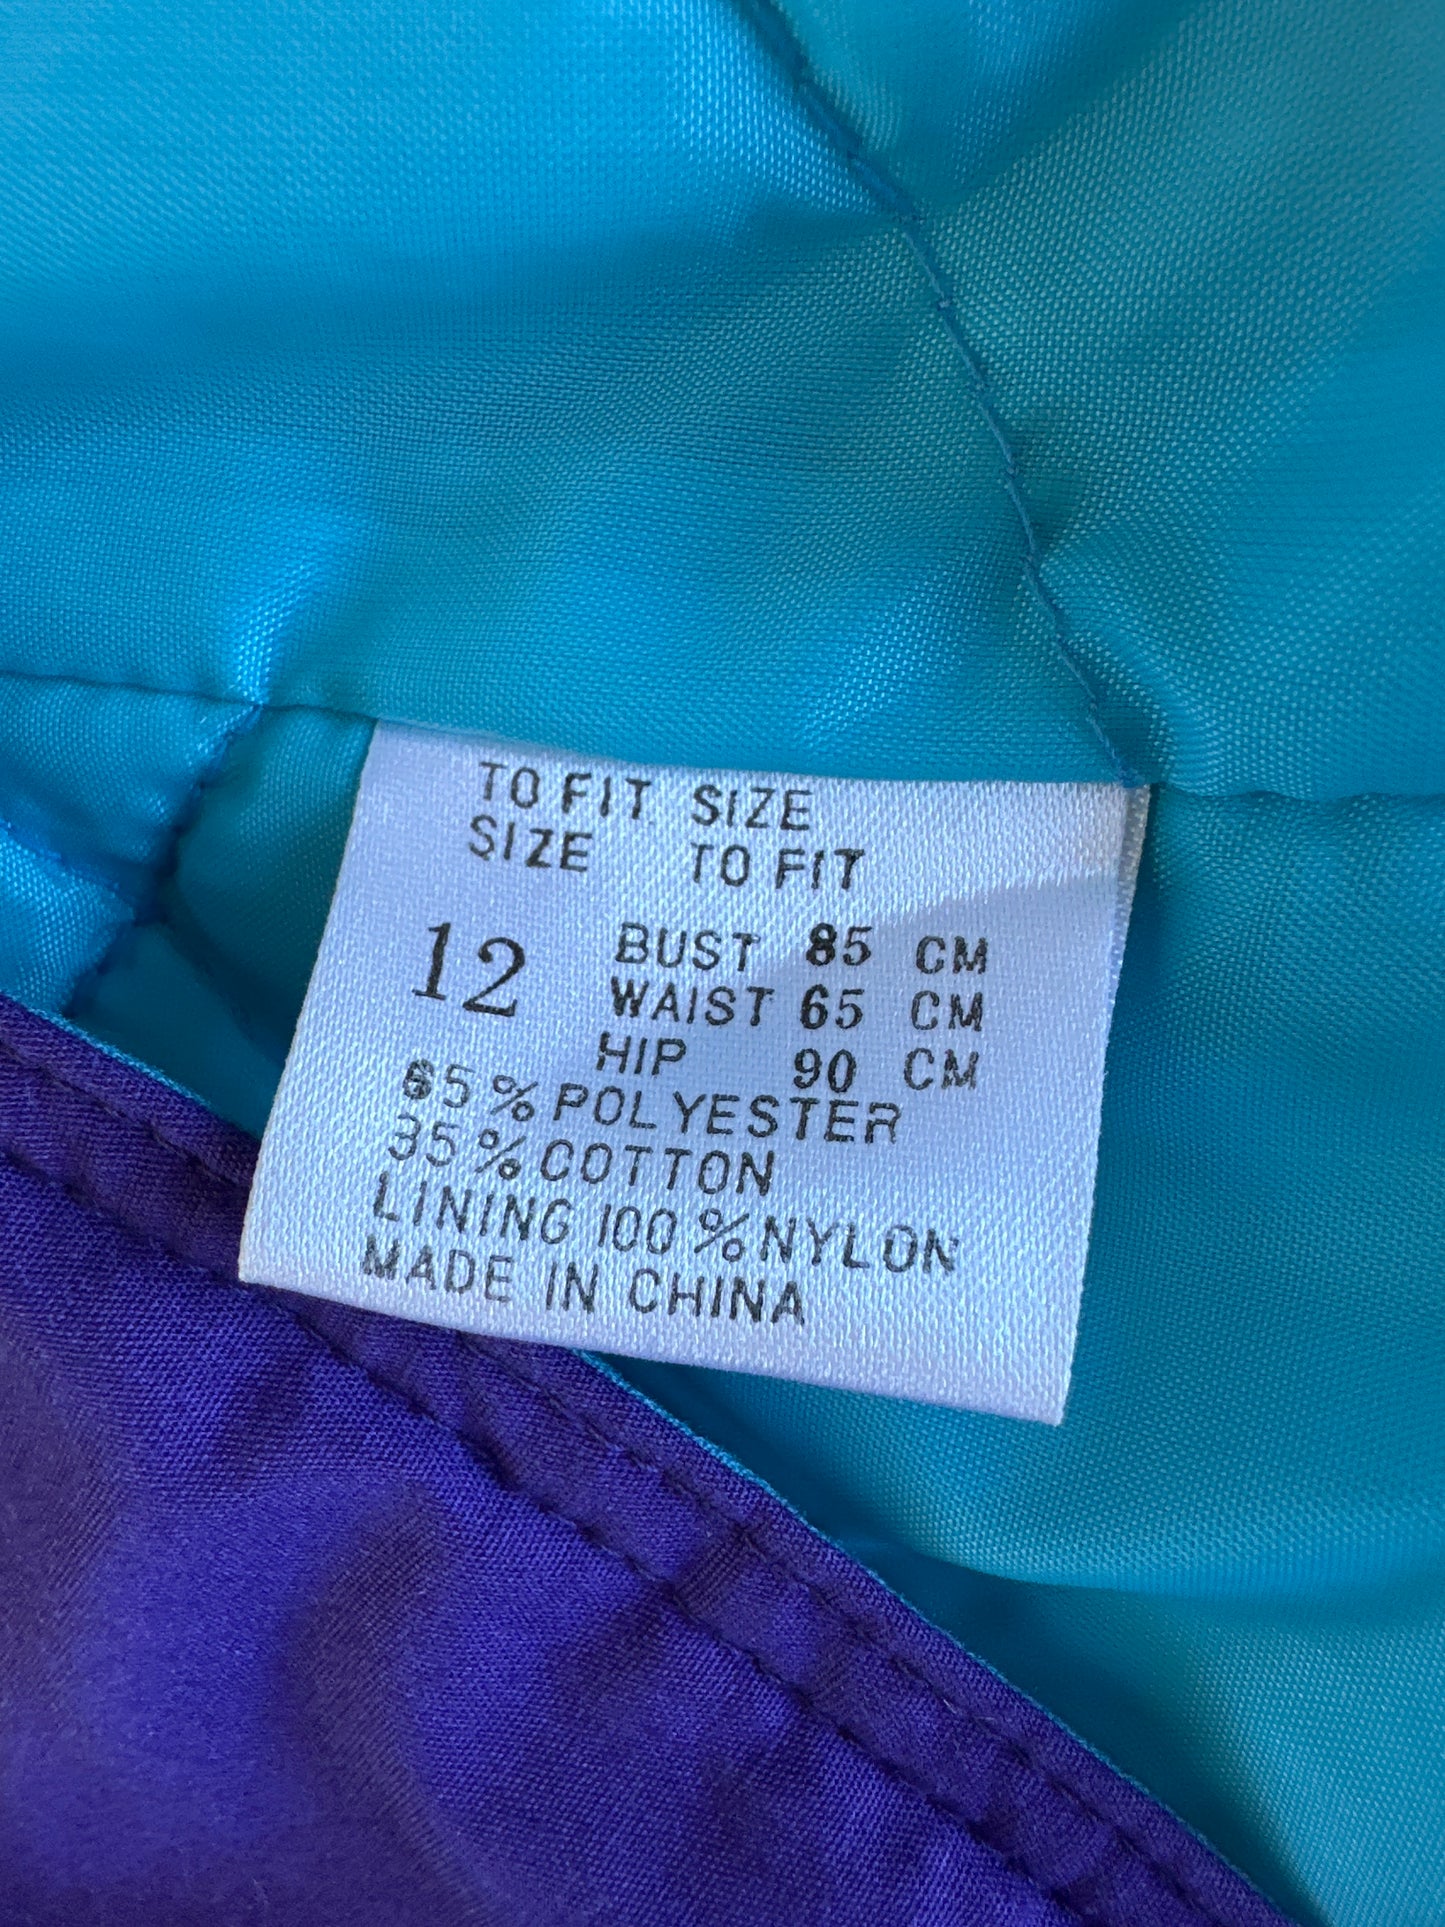 TO FIT SIZE
SIZE TO FIT
12 BUST 85 CM
WAIST 65 CM
HIP 90 CM
65% POLYESTER
35% COTTON
LINING 100% NYLON
MADE IN CHINA